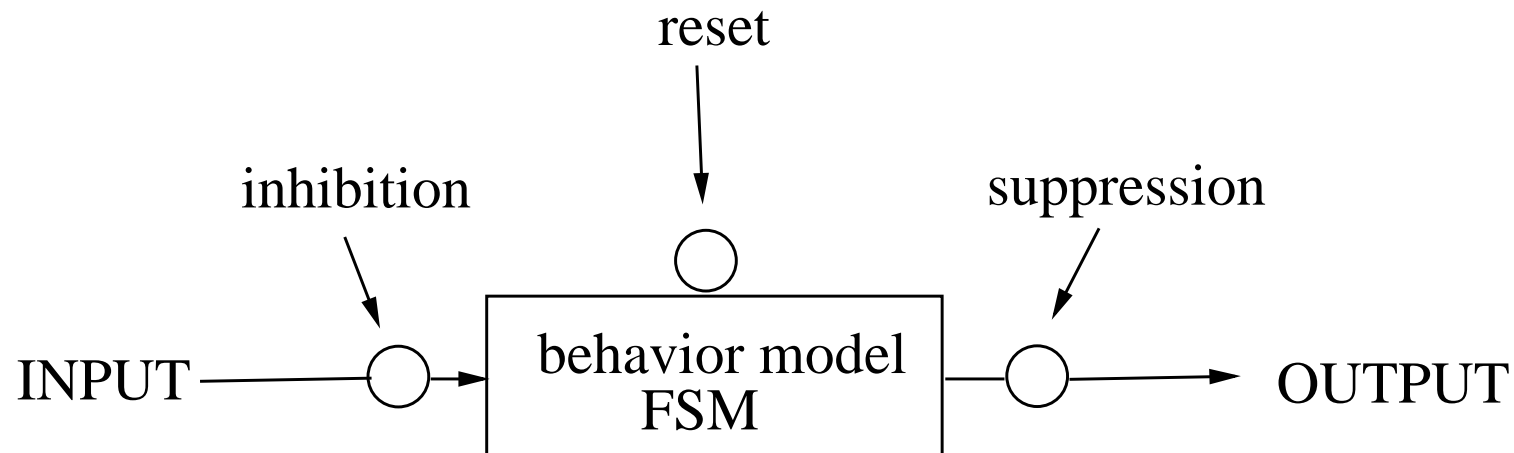 reset
inhibition
suppression
INPUT
behavior model
FSM
OUTPUT